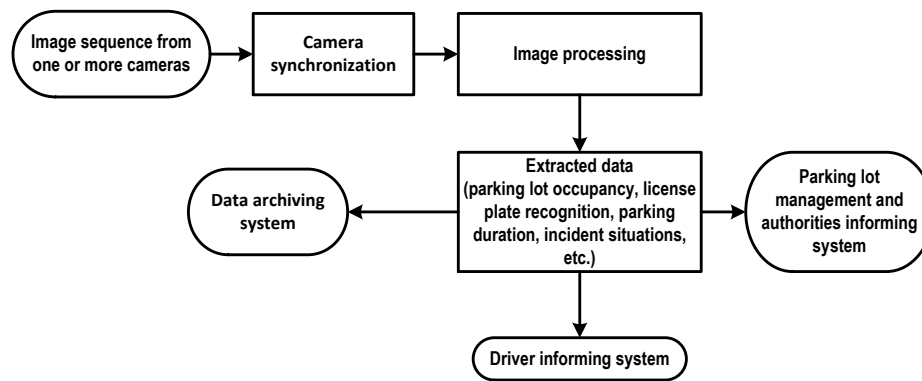 Image sequence from
one or more cameras
Camera
synchronization
Image processing
Extracted data
(parking lot occupancy, license
plate recognition, parking
duration, incident situations,
etc.)
Data archiving
system
Parking lot
management and
authorities informing
system
Driver informing system